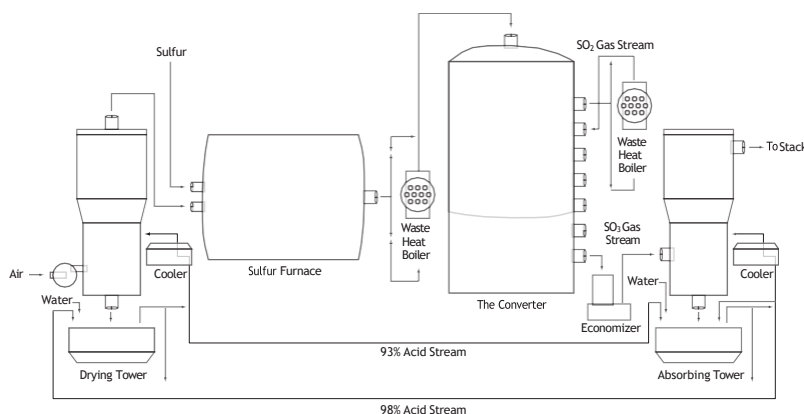 Sulfur
SO2 Gas Stream
Waste
Heat
Boiler
To Stack
Waste
Heat
Boiler
SO3 Gas
Stream
Air
Cooler
Sulfur Furnace
Water
Cooler
Water
The Converter
Economizer
93% Acid Stream
Drying Tower
Absorbing Tower
98% Acid Stream